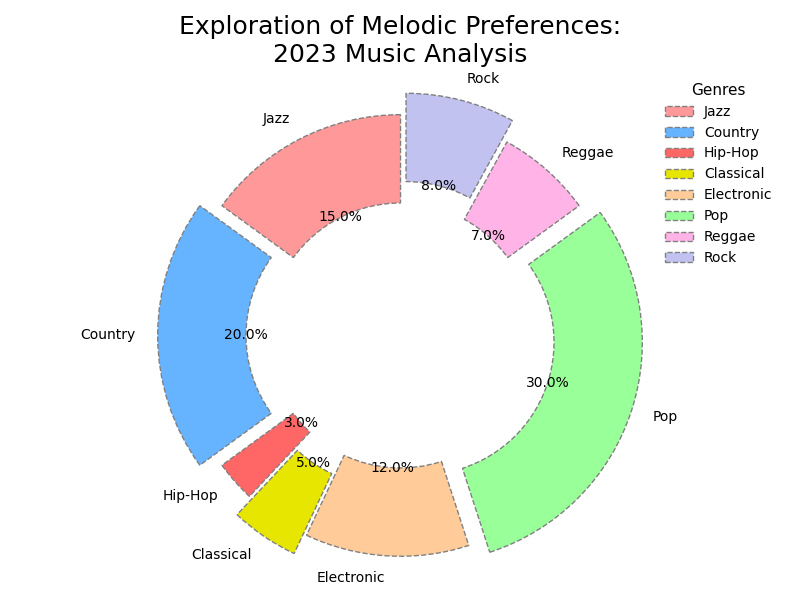 Exploration of Melodic Preferences:
2023 Music Analysis
Rock
Jazz
Reggae
Country
Pop
Hip-Hop
Classical
Electronic
8.0%
15.0%
7.0%
20.0%
30.0%
3.0%
5.0%
12.0%
Genres
Jazz
Country
Hip-Hop
Classical
Electronic
Pop
Reggae
Rock